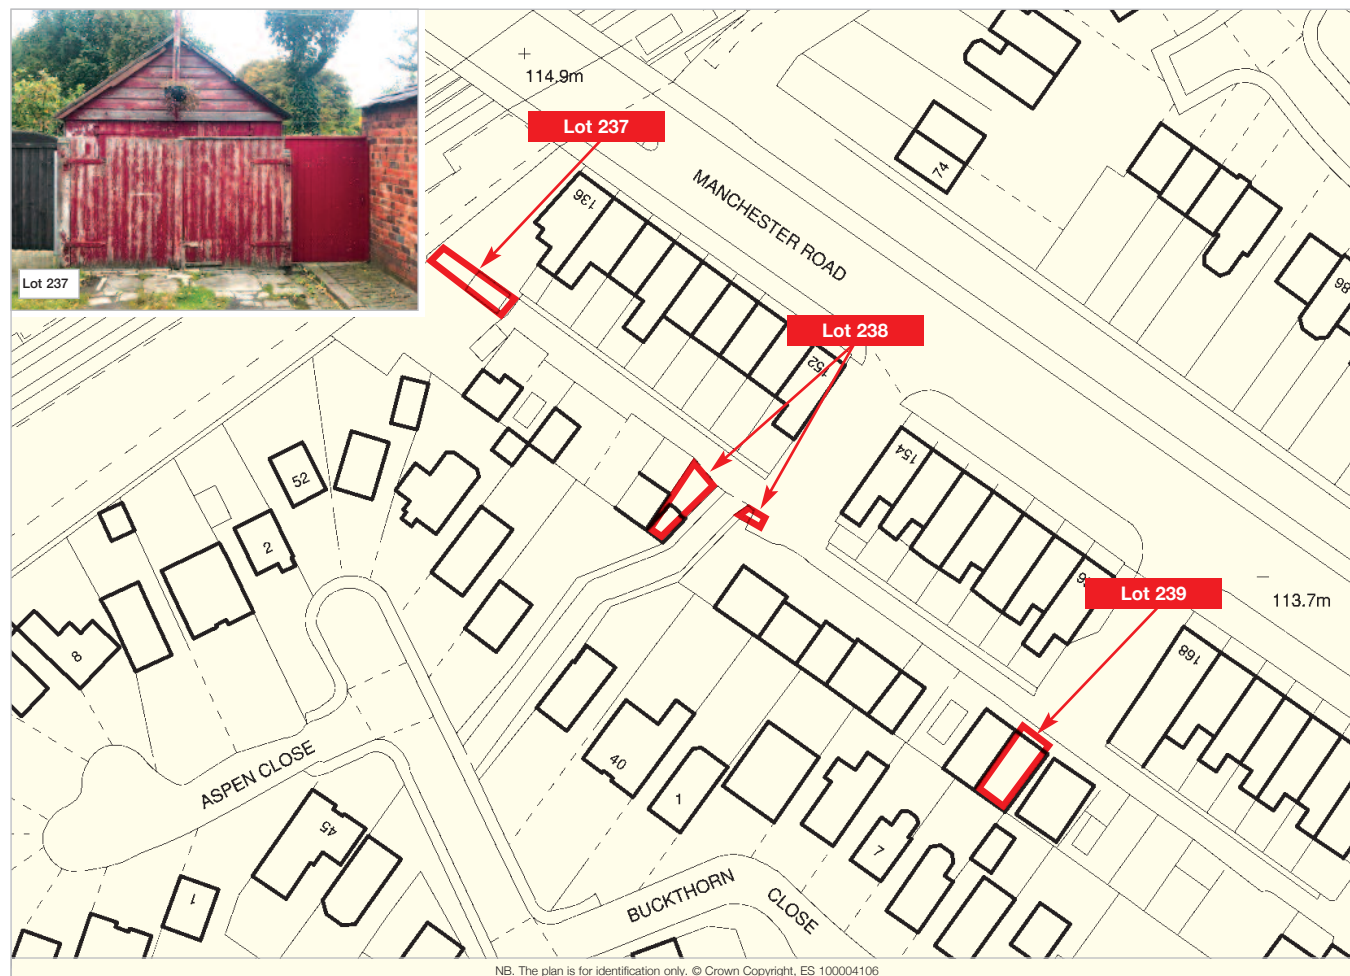 Lot 237
114.9m
Lot 237
MANCHESTER ROAD
74
136
86
Lot 238
152
154
52
2
8
Lot 239
113.7m
168
40
1
ASPEN CLOSE
45
7
1
BUCKTHORN
CLOSE
NB. The plan is for identification only. © Crown Copyright, ES 100004106